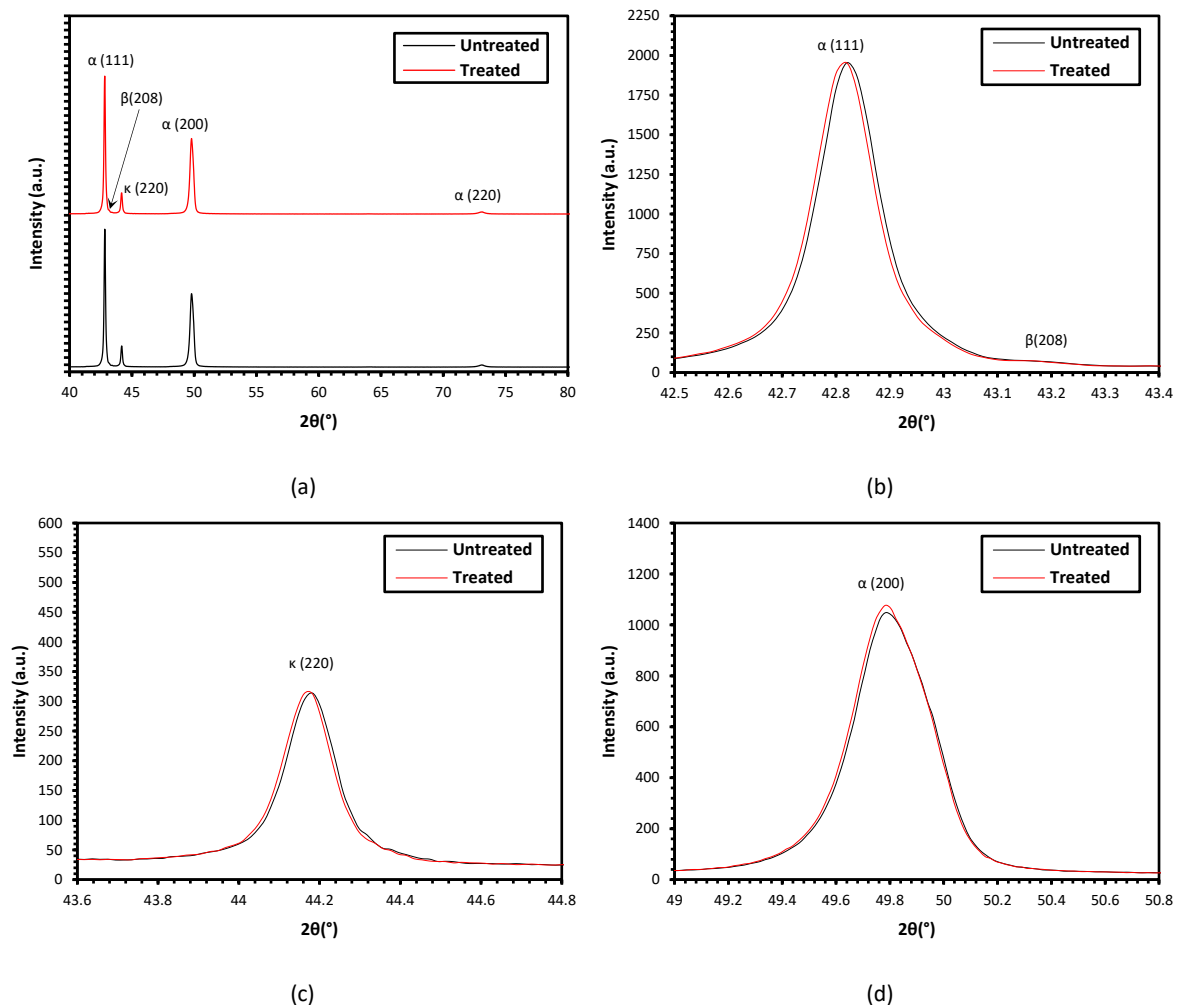 Untreated
Treated
α (111)
β(208)
α (200)
κ (220)
α (220)
Intensity (a.u.)
40 45 50 55 60 65 70 75 80
2θ(°)
(a)
2250
2000
1750
1500
1250
1000
750
500
250
0
Untreated
Treated
α (111)
β(208)
Intensity (a.u.)
42.5 42.6 42.7 42.8 42.9 43 43.1 43.2 43.3 43.4
2θ(°)
(b)
600
550
500
450
400
350
300
250
200
150
100
50
0
Untreated
Treated
κ (220)
Intensity (a.u.)
43.6 43.8 44 44.2 44.4 44.6 44.8
2θ(°)
(c)
1400
1200
1000
800
600
400
200
0
Untreated
Treated
α (200)
Intensity (a.u.)
49 49.2 49.4 49.6 49.8 50 50.2 50.4 50.6 50.8
2θ(°)
(d)